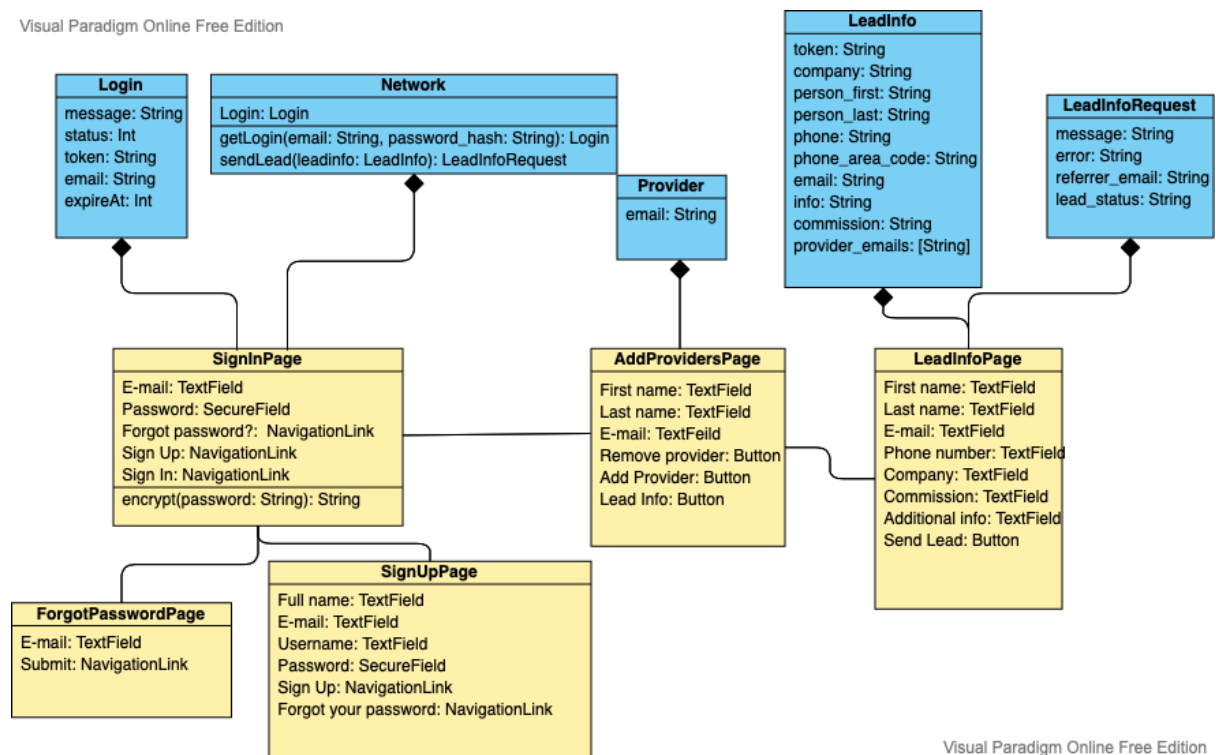 Visual Paradigm Online Free Edition
Login
message: String
status: Int
token: String
email: String
expireAt: Int
Network
Login: Login
getLogin(email: String, password_hash: String): Login
sendLead(leadinfo: LeadInfo): LeadInfoRequest
Provider
email: String
LeadInfo
token: String
company: String
person_first: String
person_last: String
phone: String
phone_area_code: String
email: String
info: String
commission: String
provider_emails: [String]
LeadInfoRequest
message: String
error: String
referrer_email: String
lead_status: String
SignInPage
E-mail: TextField
Password: SecureField
Forgot password?: NavigationLink
Sign Up: NavigationLink
Sign In: NavigationLink
encrypt(password: String): String
AddProvidersPage
First name: TextField
Last name: TextField
E-mail: TextFeild
Remove provider: Button
Add Provider: Button
Lead Info: Button
LeadInfoPage
First name: TextField
Last name: TextField
E-mail: TextField
Phone number: TextField
Company: TextField
Commission: TextField
Additional info: TextField
Send Lead: Button
ForgotPasswordPage
E-mail: TextField
Submit: NavigationLink
SignUpPage
Full name: TextField
E-mail: TextField
Username: TextField
Password: SecureField
Sign Up: NavigationLink
Forgot your password: NavigationLink
Visual Paradigm Online Free Edition